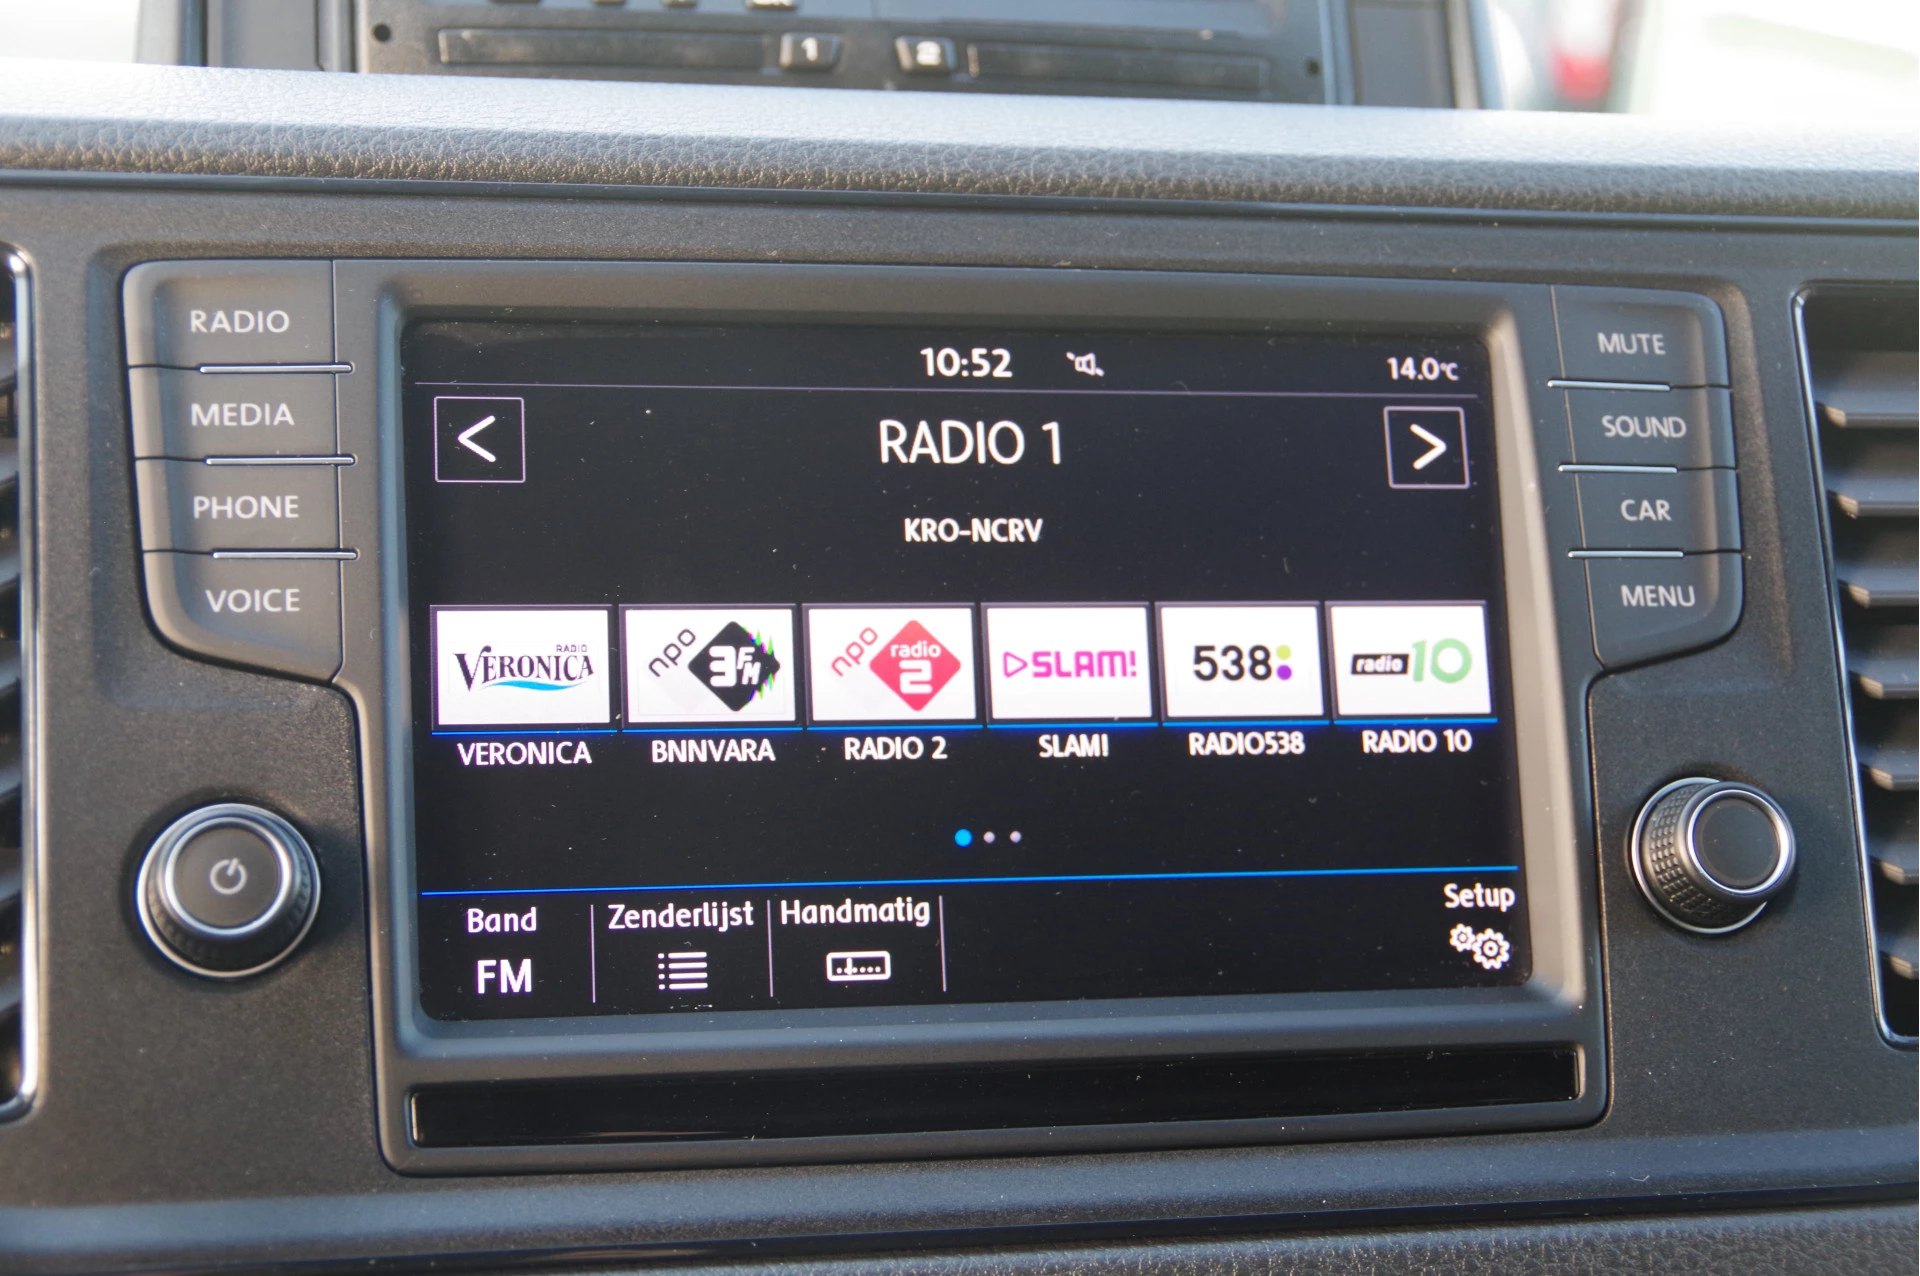 1 2
RADIO
MEDIA
PHONE
VOICE
10:52
14.0°C
<
RADIO 1
>
KRO-NCRV
RADIO
VERONICA
npo
3FM
npo
radio
2
SLAM!
538
radio 10
VERONICA
BNNVARA
RADIO 2
SLAM!
RADIO538
RADIO 10
Band
FM
Zenderlijst
Handmatig
Setup
MUTE
SOUND
CAR
MENU